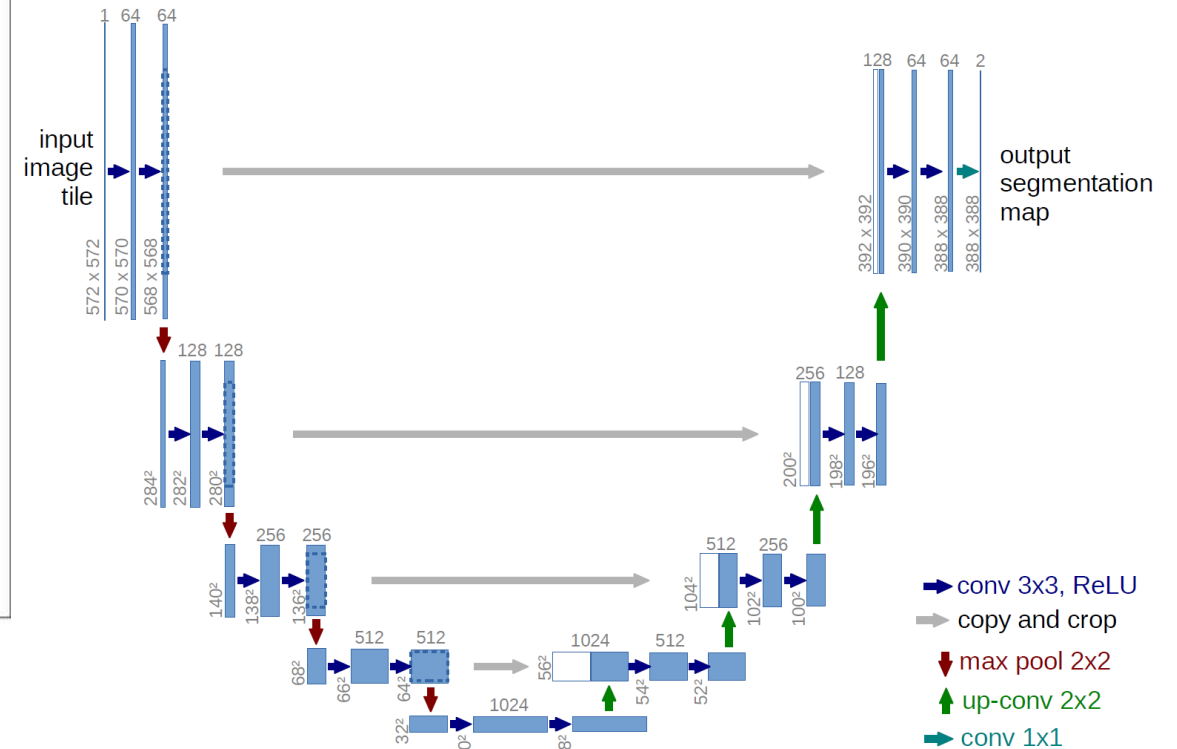 1 64 64
128 64 64 2
input
image
tile
output
segmentation
map
572 x 572
570 x 570
568 x 568
392 x 392
390 x 390
388 x 388
388 x 388
128 128
256 128
284²
282²
280²
200²
198²
196²
256 256
512 256
140²
138²
136²
104²
102²
100²
512 512
1024 512
68²
66²
64²
56²
54²
52²
1024
32²
conv 3x3, ReLU
copy and crop
max pool 2x2
up-conv 2x2
conv 1x1